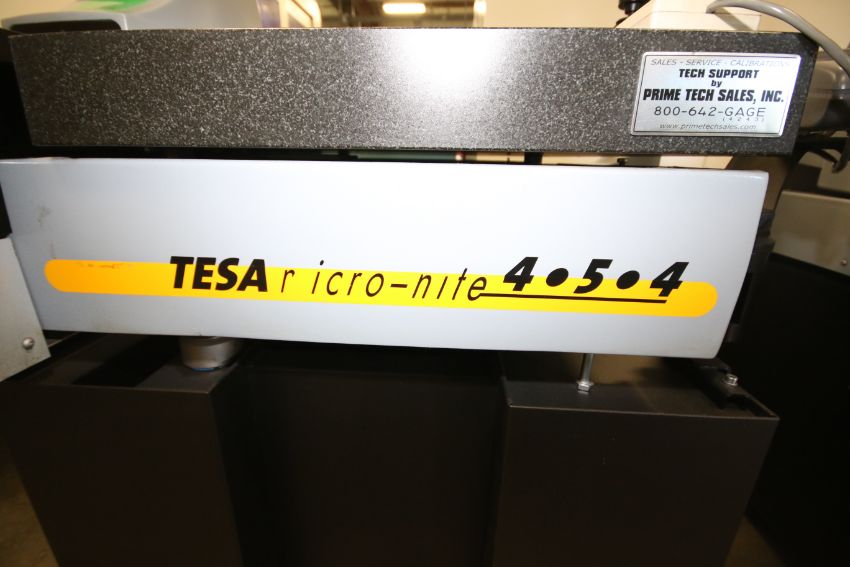 SALES - SERVICE - CALIBRATIONS
TECH SUPPORT
by
PRIME TECH SALES, INC.
800-642-GAGE
(4243)
www.primetechsales.com
TESA r icro-nite 4•5•4